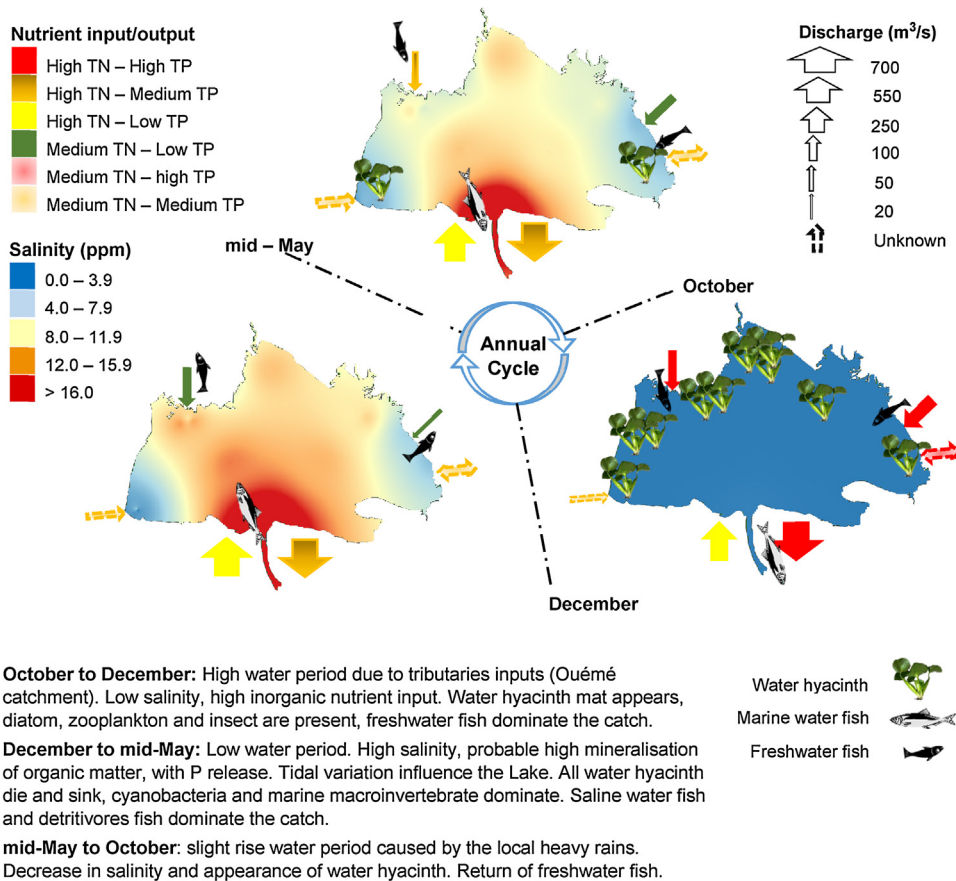 Nutrient input/output
High TN – High TP
High TN – Medium TP
High TN – Low TP
Medium TN – Low TP
Medium TN – high TP
Medium TN – Medium TP
Salinity (ppm)
0.0 – 3.9
4.0 – 7.9
8.0 – 11.9
12.0 – 15.9
> 16.0
Discharge (m³/s)
700
550
250
100
50
20
Unknown
mid – May
October
Annual
Cycle
December
October to December: High water period due to tributaries inputs (Ouémé
catchment). Low salinity, high inorganic nutrient input. Water hyacinth mat appears,
diatom, zooplankton and insect are present, freshwater fish dominate the catch.
December to mid-May: Low water period. High salinity, probable high mineralisation
of organic matter, with P release. Tidal variation influence the Lake. All water hyacinth
die and sink, cyanobacteria and marine macroinvertebrate dominate. Saline water fish
and detritivores fish dominate the catch.
mid-May to October: slight rise water period caused by the local heavy rains.
Decrease in salinity and appearance of water hyacinth. Return of freshwater fish.
Water hyacinth
Marine water fish
Freshwater fish